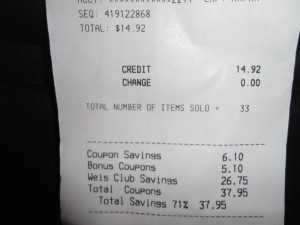 SEQ: 419122868
TOTAL: $14.92
CREDIT 14.92
CHANGE 0.00
TOTAL NUMBER OF ITEMS SOLD = 33
Coupon Savings 6.10
Bonus Coupons 5.10
Weis Club Savings 26.75
Total Coupons 37.95
Total Savings 71% 37.95